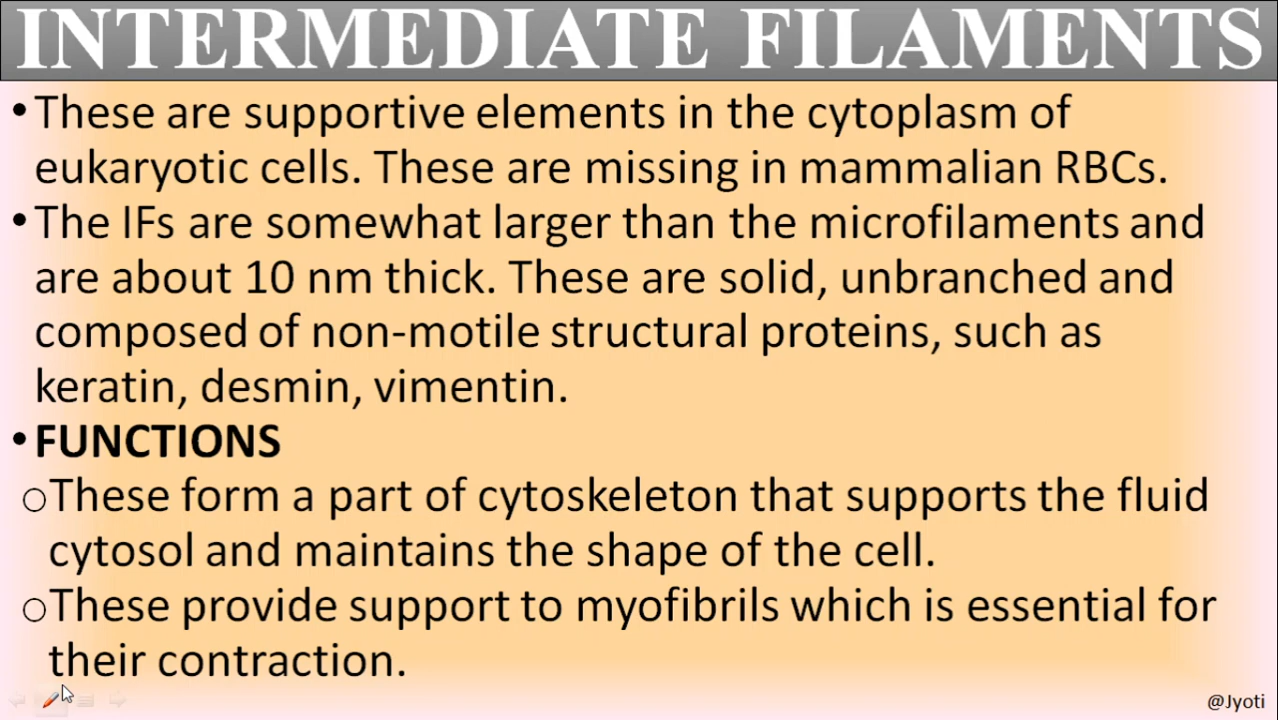 INTERMEDIATE FILAMENTS
•These are supportive elements in the cytoplasm of
eukaryotic cells. These are missing in mammalian RBCs.
•The IFs are somewhat larger than the microfilaments and
are about 10 nm thick. These are solid, unbranched and
composed of non-motile structural proteins, such as
keratin, desmin, vimentin.
•FUNCTIONS
oThese form a part of cytoskeleton that supports the fluid
cytosol and maintains the shape of the cell.
oThese provide support to myofibrils which is essential for
their contraction.
@Jyoti